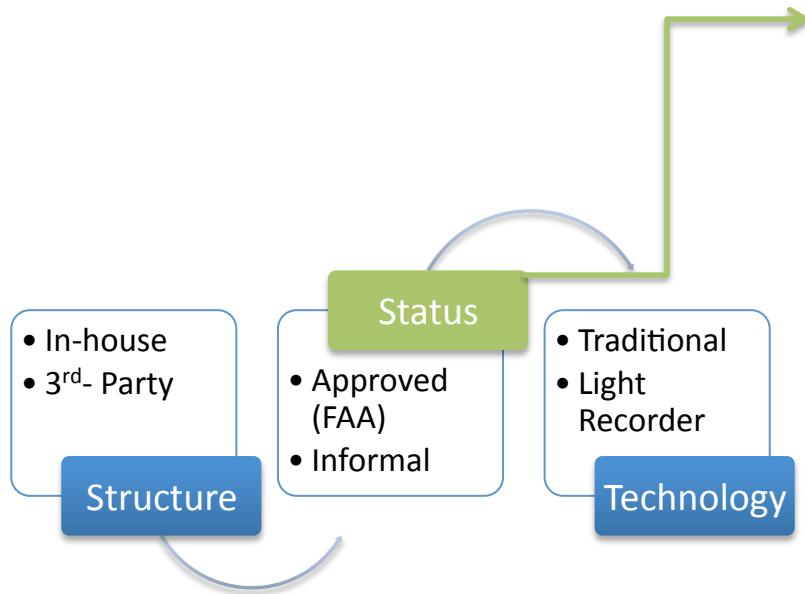 • In-house
• 3rd- Party
Structure
Status
• Approved
(FAA)
• Informal
• Traditional
• Light
Recorder
Technology